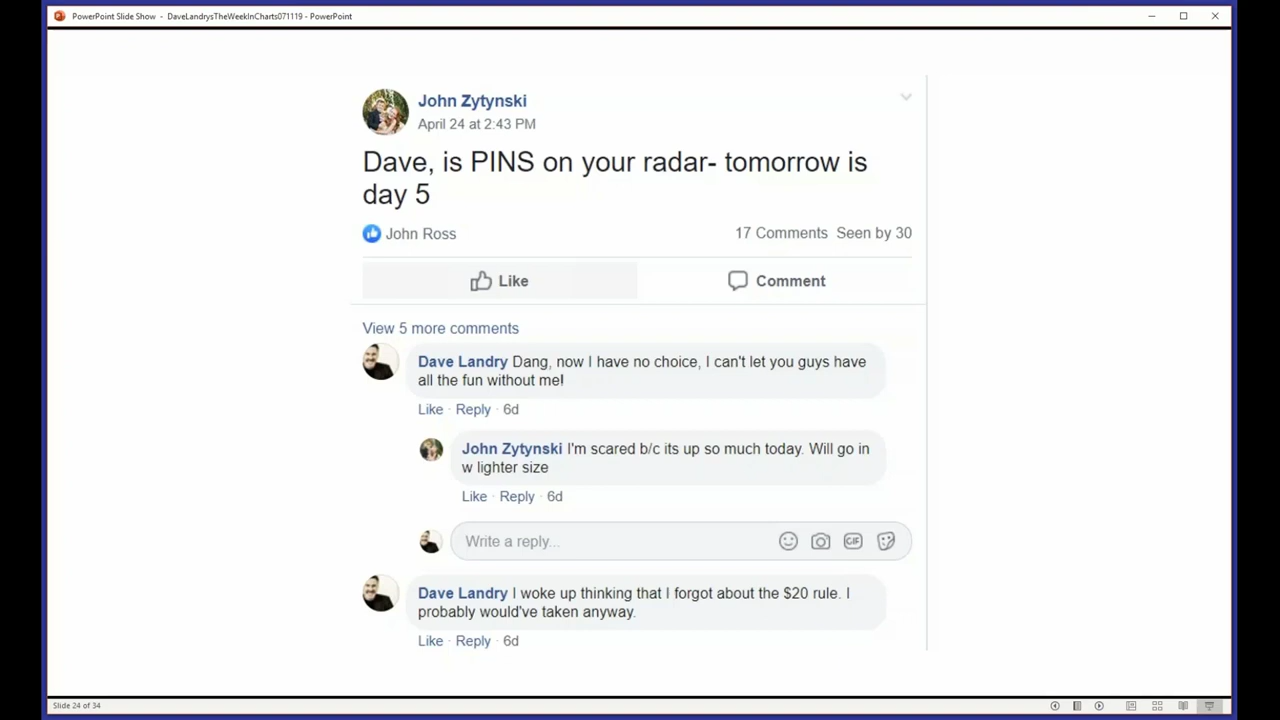 PowerPoint Slide Show - DaveLandrysTheWeekInCharts071119 - PowerPoint
John Zytynski
April 24 at 2:43 PM
Dave, is PINS on your radar- tomorrow is
day 5
John Ross
17 Comments Seen by 30
Like
Comment
View 5 more comments
Dave Landry Dang, now I have no choice, I can't let you guys have
all the fun without me!
Like · Reply · 6d
John Zytynski I'm scared b/c its up so much today. Will go in
w lighter size
Like · Reply · 6d
Write a reply...
GIF
Dave Landry I woke up thinking that I forgot about the $20 rule. I
probably would've taken anyway.
Like · Reply · 6d
Slide 24 of 34